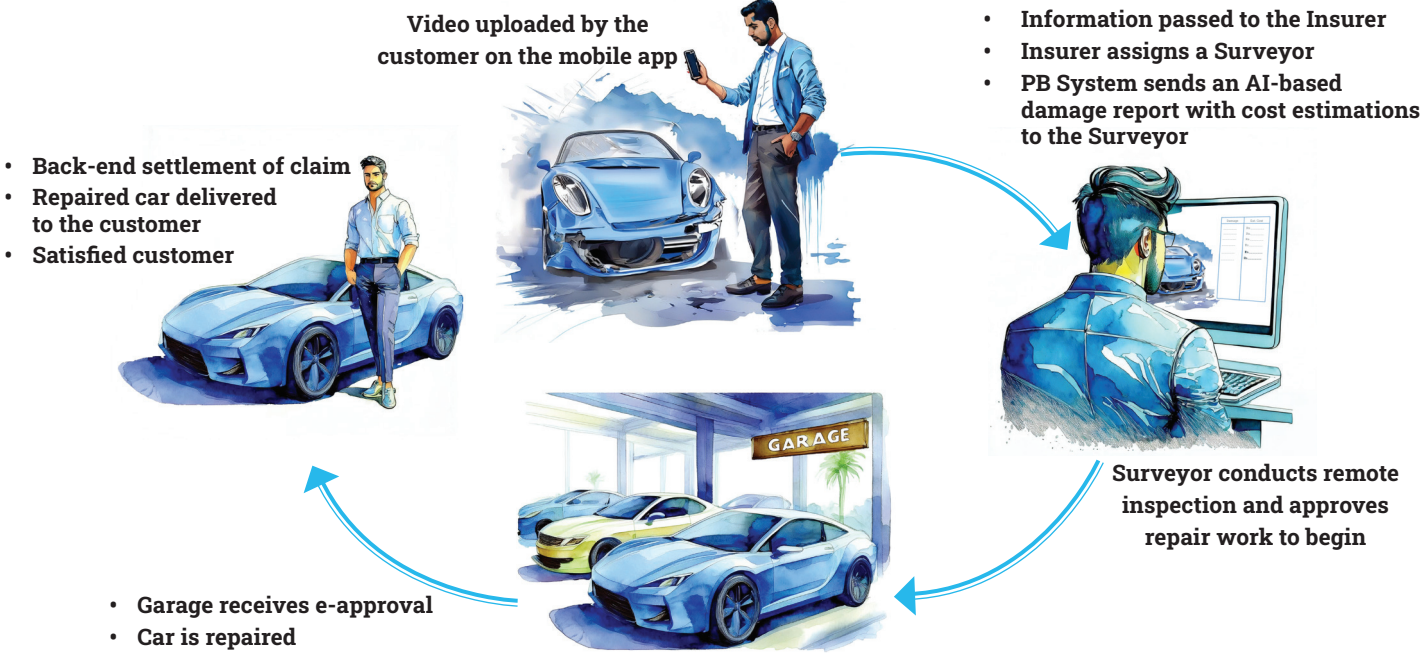 Video uploaded by the
customer on the mobile app
• Information passed to the Insurer
• Insurer assigns a Surveyor
• PB System sends an AI-based
damage report with cost estimations
to the Surveyor
Surveyor conducts remote
inspection and approves
repair work to begin
GARAGE
• Garage receives e-approval
• Car is repaired
• Back-end settlement of claim
• Repaired car delivered
to the customer
• Satisfied customer